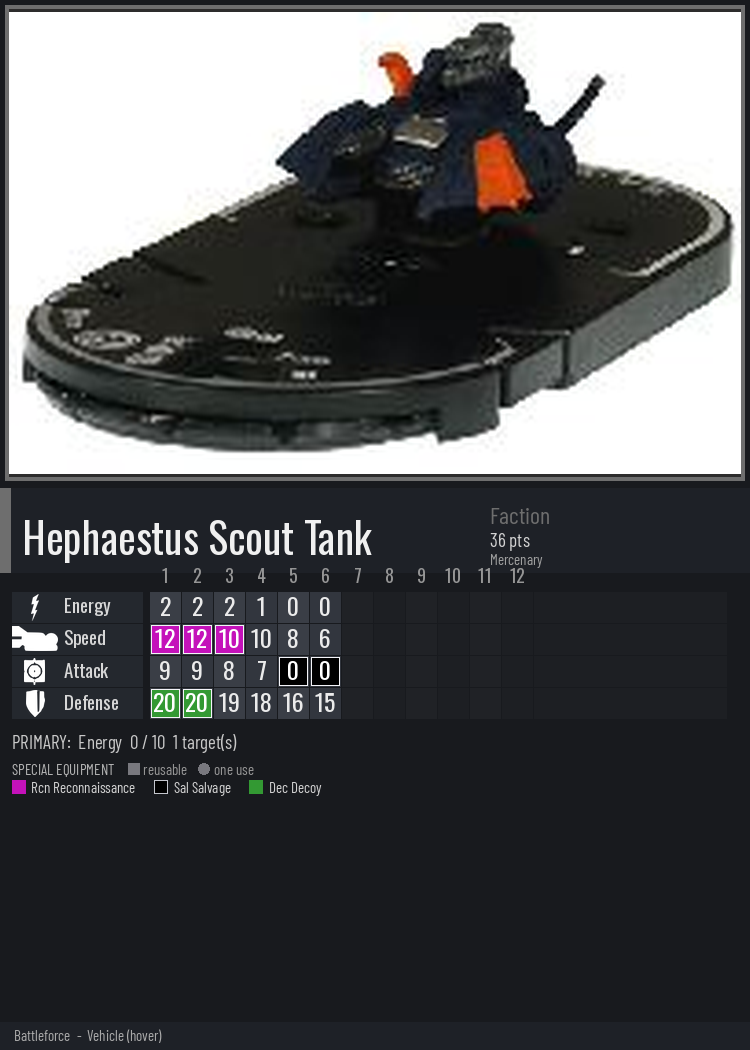 Hephaestus Scout Tank
Faction
36 pts
Mercenary
1 2 3 4 5 6 7 8 9 10 11 12
Energy 2 2 2 1 0 0
Speed 12 12 10 10 8 6
Attack 9 9 8 7 0 0
Defense 20 20 19 18 16 15
PRIMARY: Energy 0 / 10 1 target(s)
SPECIAL EQUIPMENT reusable one use
Rcn Reconnaissance Sal Salvage Dec Decoy
Battleforce - Vehicle (hover)